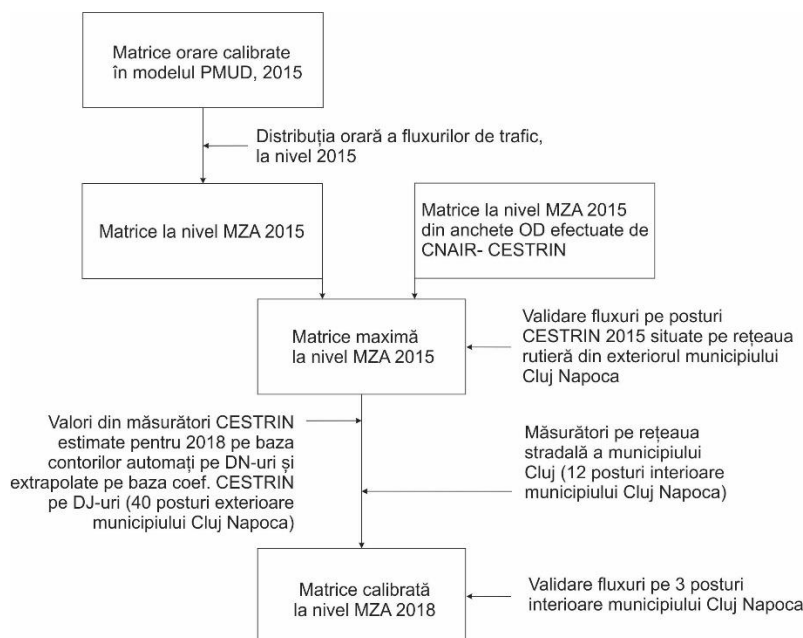 Matrice orare calibrate
în modelul PMUD, 2015
Distribuția orară a fluxurilor de trafic,
la nivel 2015
Matrice la nivel MZA 2015
Matrice la nivel MZA 2015
din anchete OD efectuate de
CNAIR- CESTRIN
Matrice maximă
la nivel MZA 2015
Validare fluxuri pe posturi
CESTRIN 2015 situate pe rețeaua
rutieră din exteriorul municipiului
Cluj Napoca
Valori din măsurători CESTRIN
estimate pentru 2018 pe baza
contorilor automați pe DN-uri și
extrapolate pe baza coef. CESTRIN
pe DJ-uri (40 posturi exterioare
municipiului Cluj Napoca)
Măsurători pe rețeaua
stradală a municipiului
Cluj (12 posturi interioare
municipiului Cluj Napoca)
Matrice calibrată
la nivel MZA 2018
Validare fluxuri pe 3 posturi
interioare municipiului Cluj Napoca